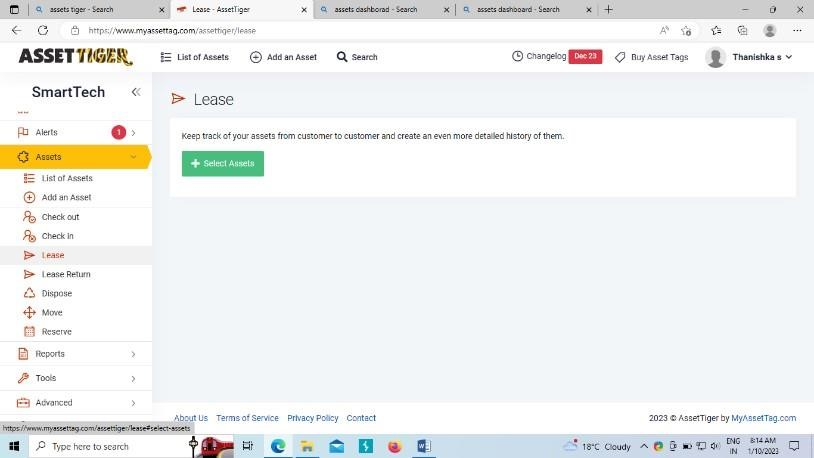 assets tiger - Search
Lease - AssetTiger
assets dashborad - Search
assets dashboard - Search
https://www.myassettag.com/assettiger/lease
ASSETTIGER
List of Assets
Add an Asset
Search
Changelog
Dec 23
Buy Asset Tags
Thanishka s
SmartTech
Lease
Keep track of your assets from customer to customer and create an even more detailed history of them.
Select Assets
Alerts
1
Assets
List of Assets
Add an Asset
Check out
Check in
Lease
Lease Return
Dispose
Move
Reserve
Reports
Tools
Advanced
About Us
Terms of Service
Privacy Policy
Contact
2023 © AssetTiger by MyAssetTag.com
https://www.myassettag.com/assettiger/lease#select-assets
Type here to search
18°C Cloudy
ENG
IN
8:14 AM
1/10/2023